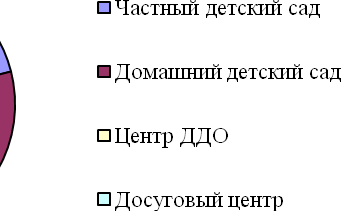 Частный детский сад
Домашний детский сад
Центр ДДО
Досуговый центр